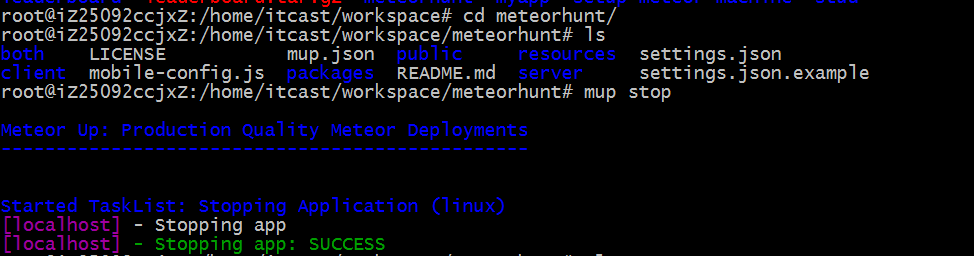 root@iz25092ccjxZ:/home/itcast/workspace# cd meteorhunt/
root@iz25092ccjxZ:/home/itcast/workspace/meteorhunt# ls
both LICENSE mup.json public resources settings.json
client mobile-config.js packages README.md server settings.json.example
root@iz25092ccjxZ:/home/itcast/workspace/meteorhunt# mup stop
Meteor Up: Production Quality Meteor Deployments
------------------------------------------------
Started TaskList: Stopping Application (linux)
[localhost] - Stopping app
[localhost] - Stopping app: SUCCESS